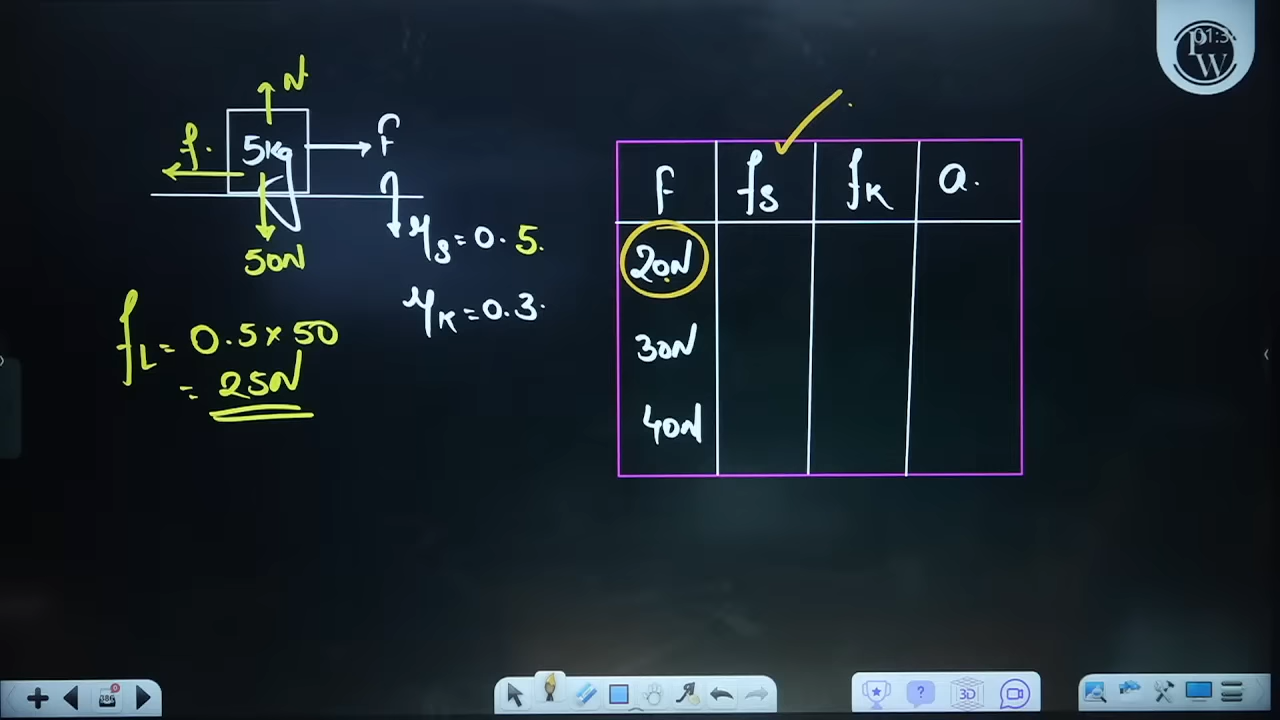 N
f.
5kg
F
50N
μs = 0.5.
μK = 0.3.
fL = 0.5 × 50
= 25N
F fs fK a.
20N
30N
40N
PW
3D